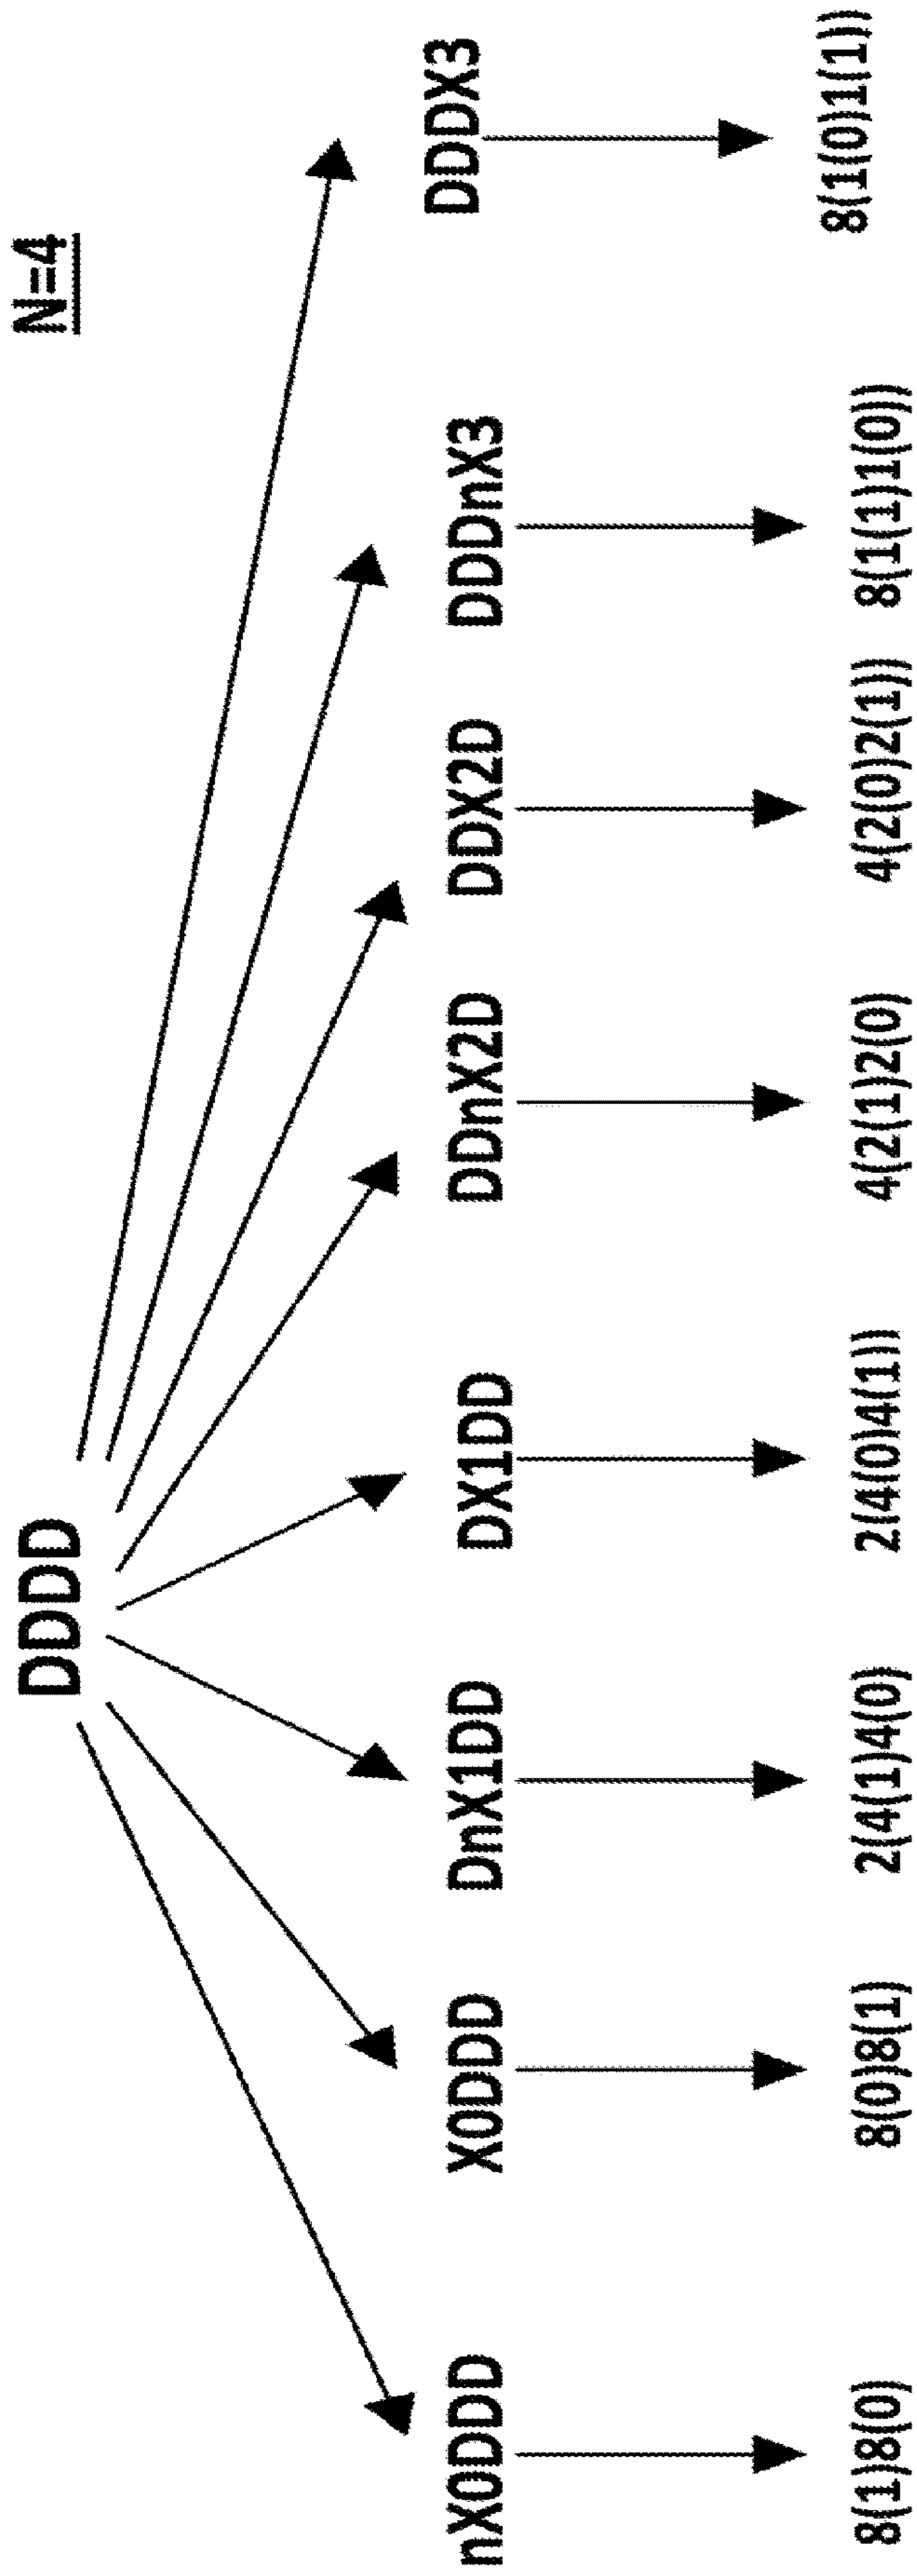 N=4
DDDD
nX0DDD
X0DDD
DnX1DD
DX1DD
DDnX2D
DDX2D
DDDnX3
DDDX3
8(1)8(0)
8(0)8(1)
2(4(1)4(0)
2(4(0)4(1))
4(2(1)2(0)
4(2(0)2(1))
8(1(1)1(0))
8(1(0)1(1))